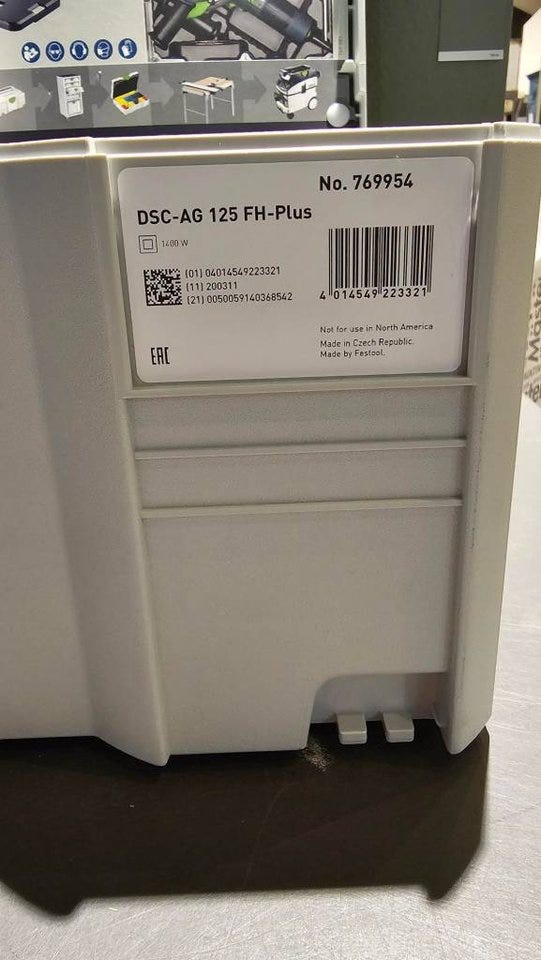 No. 769954
DSC-AG 125 FH-Plus
1400 W
(01) 04014549223321
(11) 200311
(21) 0050059140368542
4 014549 223321
Not for use in North America
Made in Czech Republic.
Made by Festool.
EAC
Master